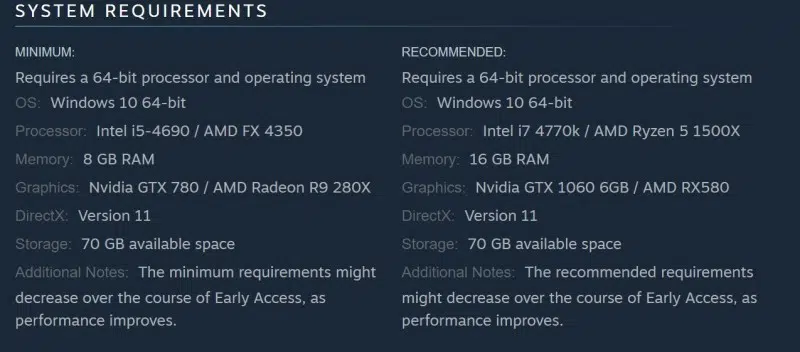 SYSTEM REQUIREMENTS
MINIMUM:
Requires a 64-bit processor and operating system
OS: Windows 10 64-bit
Processor: Intel i5-4690 / AMD FX 4350
Memory: 8 GB RAM
Graphics: Nvidia GTX 780 / AMD Radeon R9 280X
DirectX: Version 11
Storage: 70 GB available space
Additional Notes: The minimum requirements might
decrease over the course of Early Access, as
performance improves.
RECOMMENDED:
Requires a 64-bit processor and operating system
OS: Windows 10 64-bit
Processor: Intel i7 4770k / AMD Ryzen 5 1500X
Memory: 16 GB RAM
Graphics: Nvidia GTX 1060 6GB / AMD RX580
DirectX: Version 11
Storage: 70 GB available space
Additional Notes: The recommended requirements
might decrease over the course of Early Access, as
performance improves.